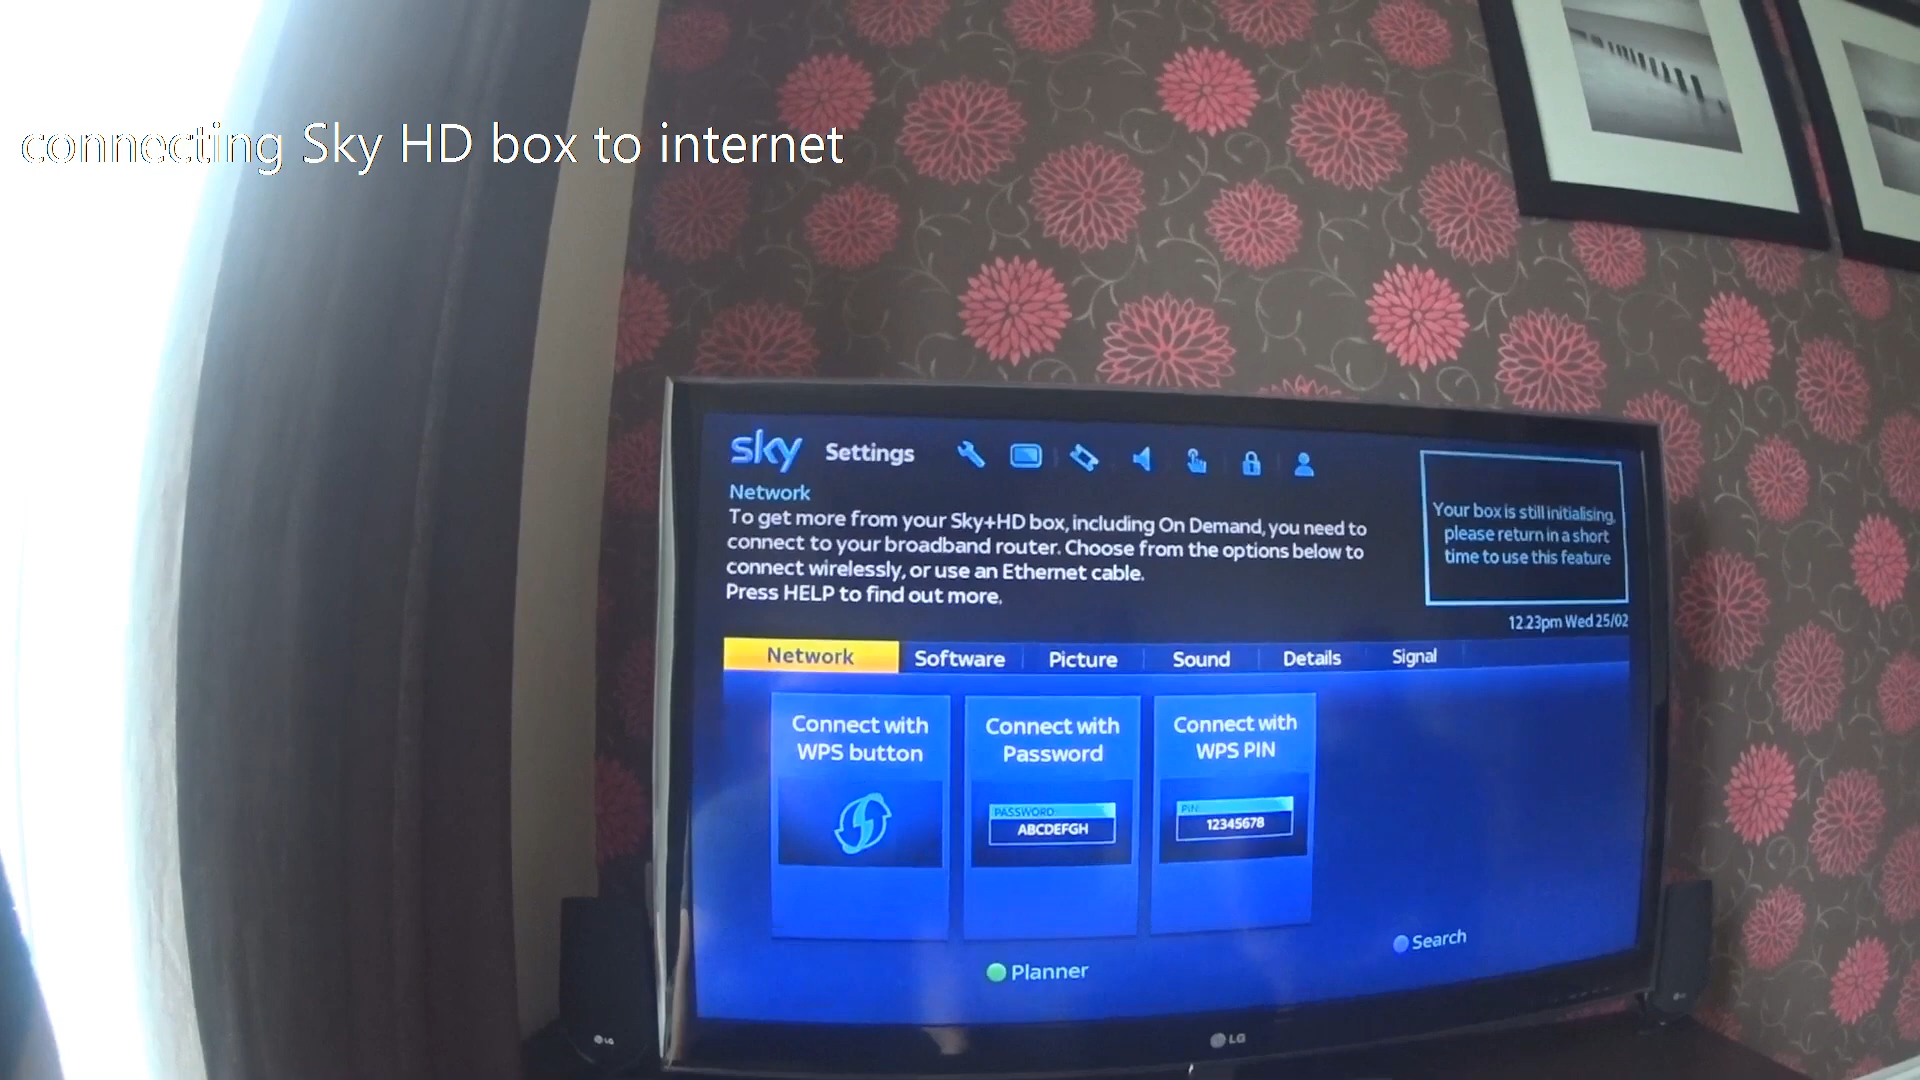 connecting Sky HD box to internet
sky Settings
Network
To get more from your Sky+HD box, including On Demand, you need to
connect to your broadband router. Choose from the options below to
connect wirelessly, or use an Ethernet cable.
Press HELP to find out more.
Your box is still initialising,
please return in a short
time to use this feature
12.23pm Wed 25/02
Network Software Picture Sound Details Signal
Connect with
WPS button
Connect with
Password
PASSWORD
ABCDEFGH
Connect with
WPS PIN
PIN
12345678
Planner
Search
LG
LG
LG